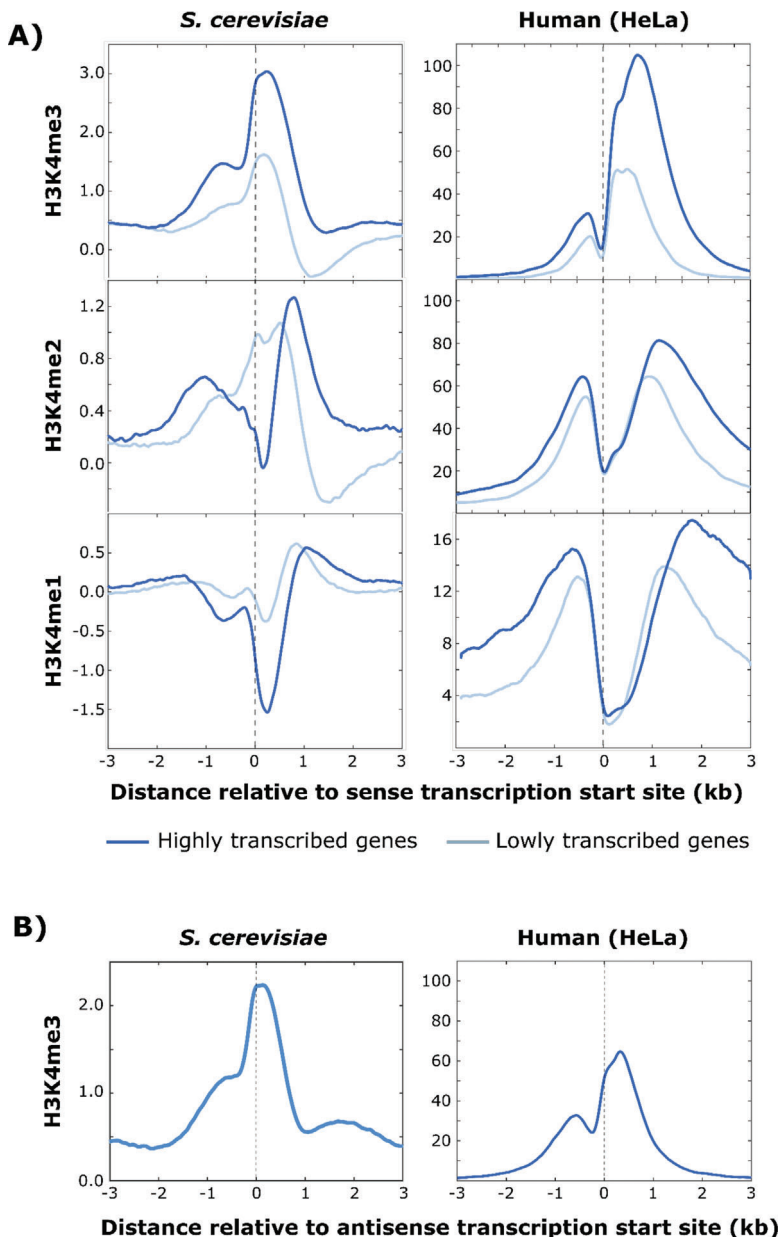 A)
S. cerevisiae
Human (HeLa)
H3K4me3
3.0
2.0
1.0
0.0
100
80
60
40
20
H3K4me2
1.2
0.8
0.4
0.0
100
80
60
40
20
H3K4me1
0.5
0.0
-0.5
-1.0
-1.5
16
12
8
4
-3 -2 -1 0 1 2 3
-3 -2 -1 0 1 2 3
Distance relative to sense transcription start site (kb)
Highly transcribed genes
Lowly transcribed genes
B)
S. cerevisiae
Human (HeLa)
H3K4me3
2.0
1.0
0.0
100
80
60
40
20
-3 -2 -1 0 1 2 3
-3 -2 -1 0 1 2 3
Distance relative to antisense transcription start site (kb)